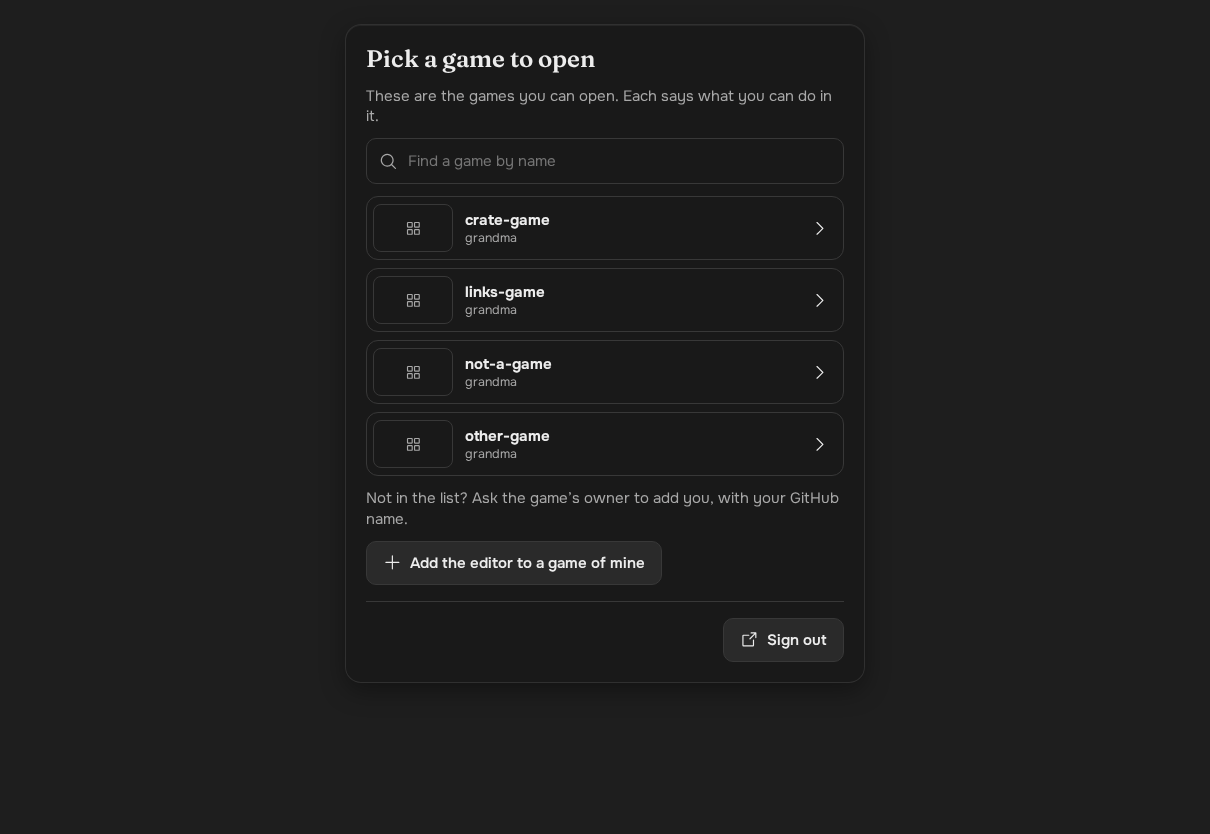 Pick a game to open
These are the games you can open. Each says what you can do in
it.
Find a game by name
crate-game
grandma
links-game
grandma
not-a-game
grandma
other-game
grandma
Not in the list? Ask the game’s owner to add you, with your GitHub
name.
Add the editor to a game of mine
Sign out